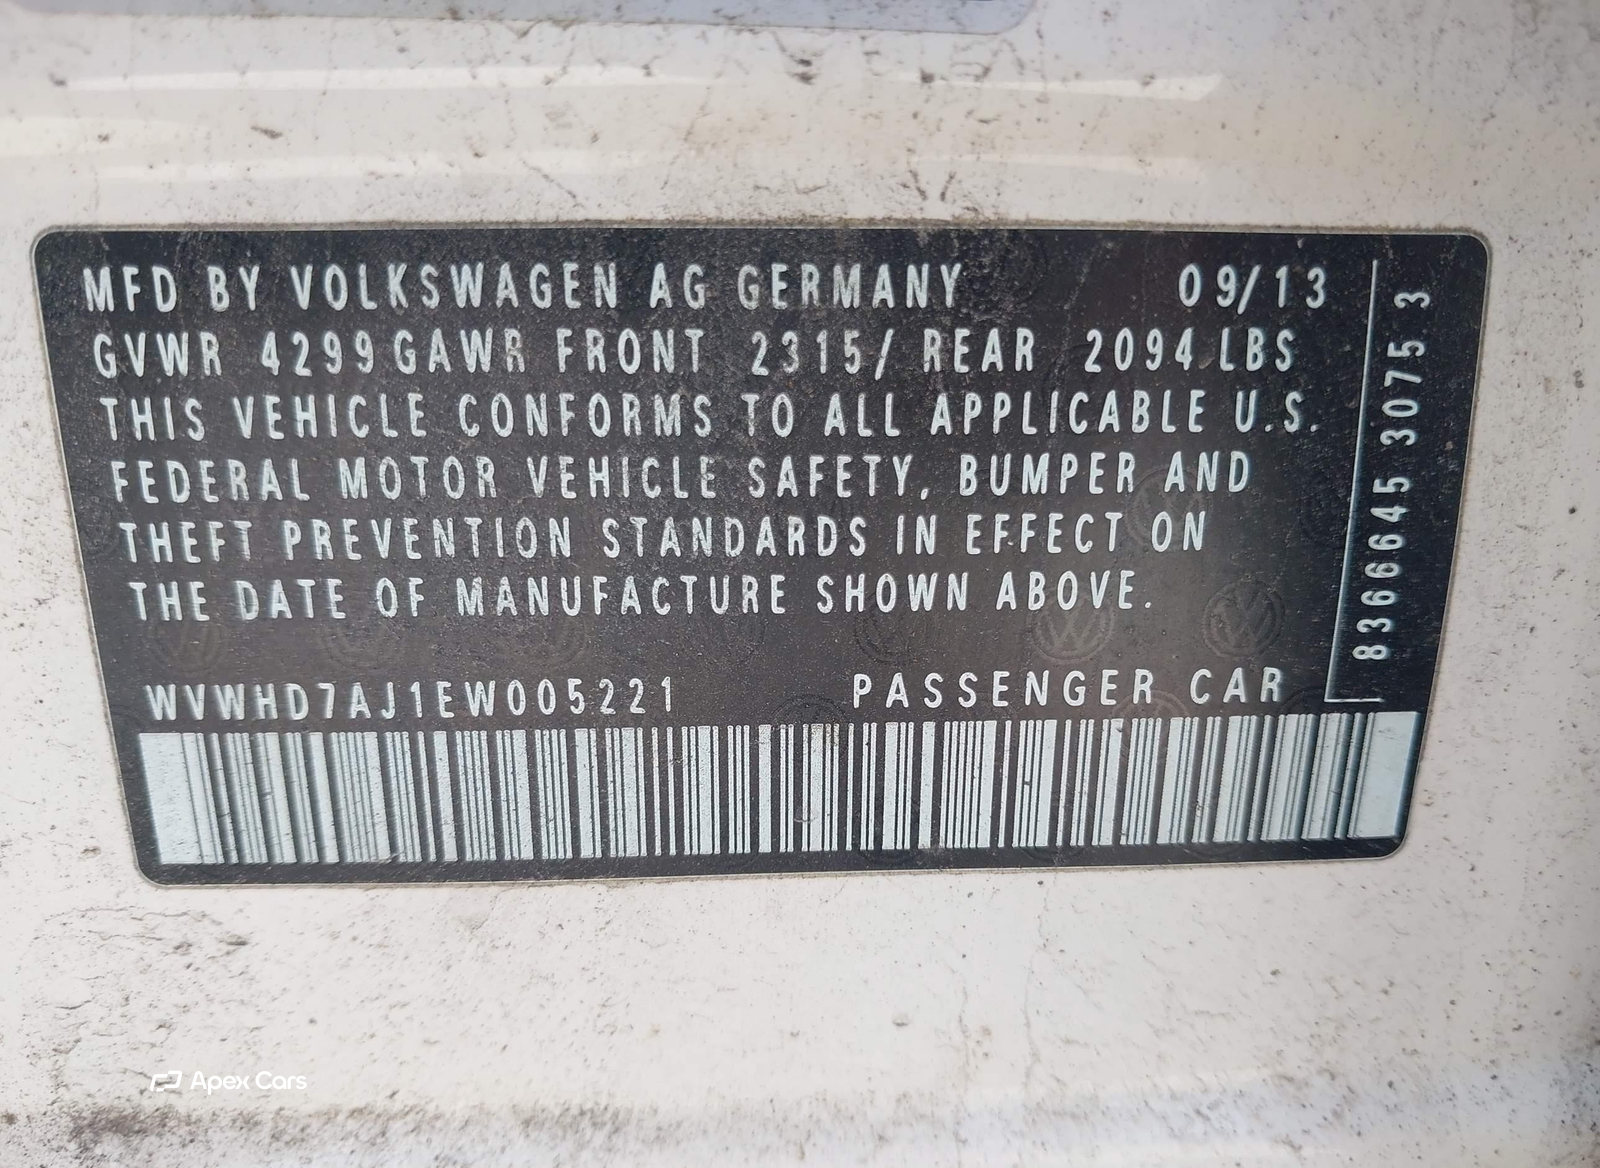 MFD BY VOLKSWAGEN AG GERMANY 09/13
GVWR 4299 GAWR FRONT 2315/ REAR 2094 LBS
THIS VEHICLE CONFORMS TO ALL APPLICABLE U.S.
FEDERAL MOTOR VEHICLE SAFETY, BUMPER AND
THEFT PREVENTION STANDARDS IN EFFECT ON
THE DATE OF MANUFACTURE SHOWN ABOVE.
WVWHD7AJ1EW005221 PASSENGER CAR
8366645 3075 3
Apex Cars